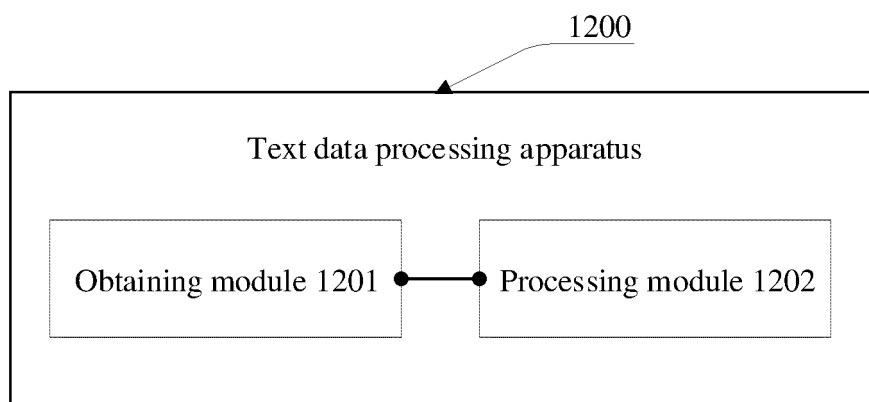 1200
Text data processing apparatus
Obtaining module 1201
Processing module 1202